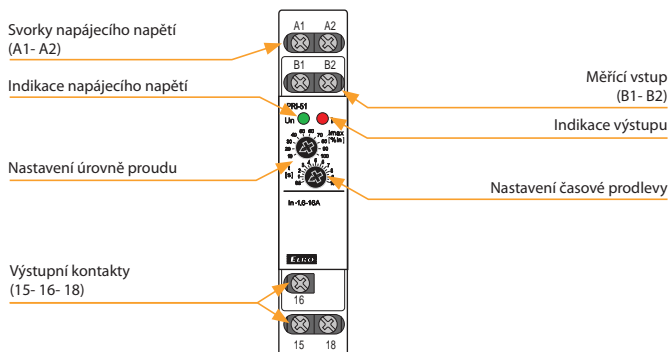 Svorky napájecího napětí
(A1- A2)
Indikace napájecího napětí
Nastavení úrovně proudu
Výstupní kontakty
(15- 16- 18)
A1 A2
B1 B2
PRI-51
Un
Imax
[%In]
[s]
In -1.6-16A
ELKO
16
15 18
Měřící vstup
(B1- B2)
Indikace výstupu
Nastavení časové prodlevy